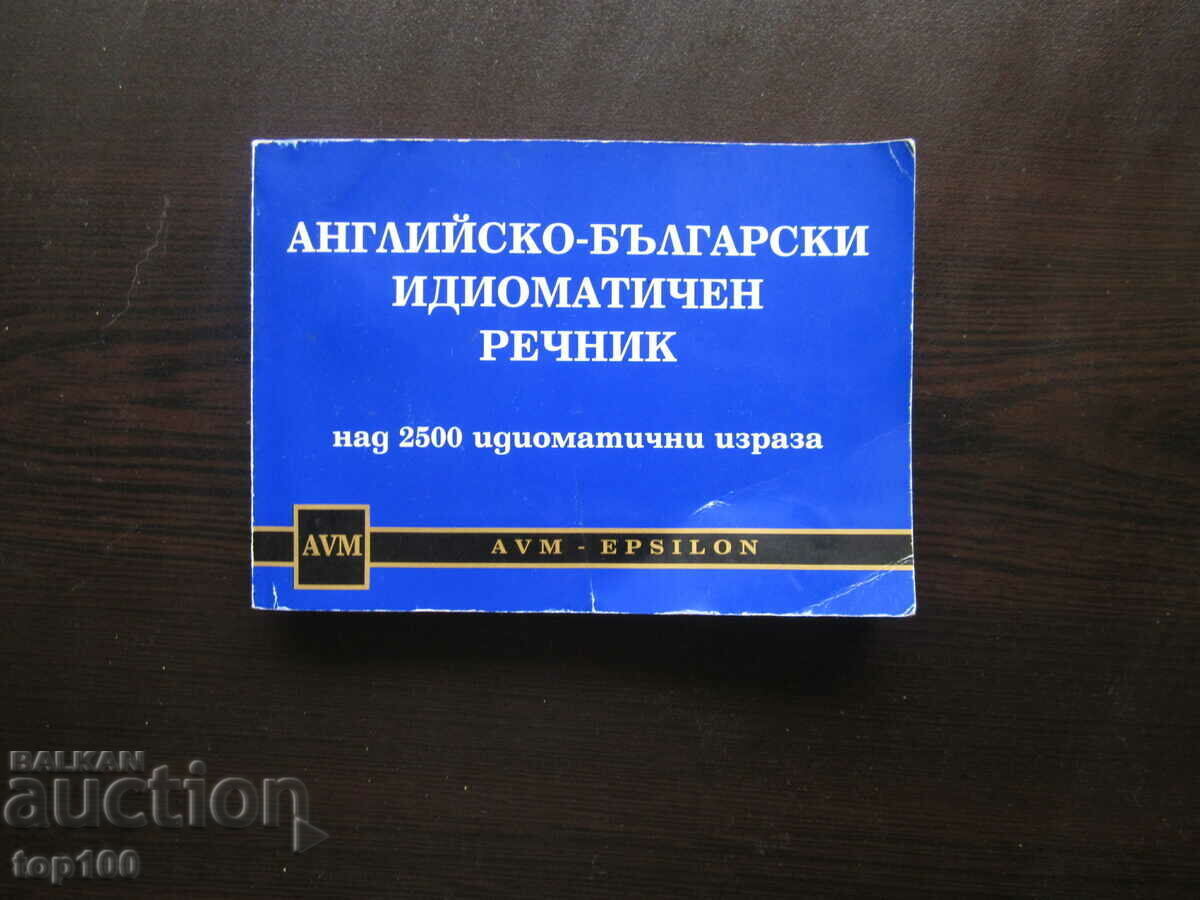 АНГЛИЙСКО-БЪЛГАРСКИ
ИДИОМАТИЧЕН
РЕЧНИК
над 2500 идиоматични израза
AVM
AVM - EPSILON
BALKAN
auction
top100